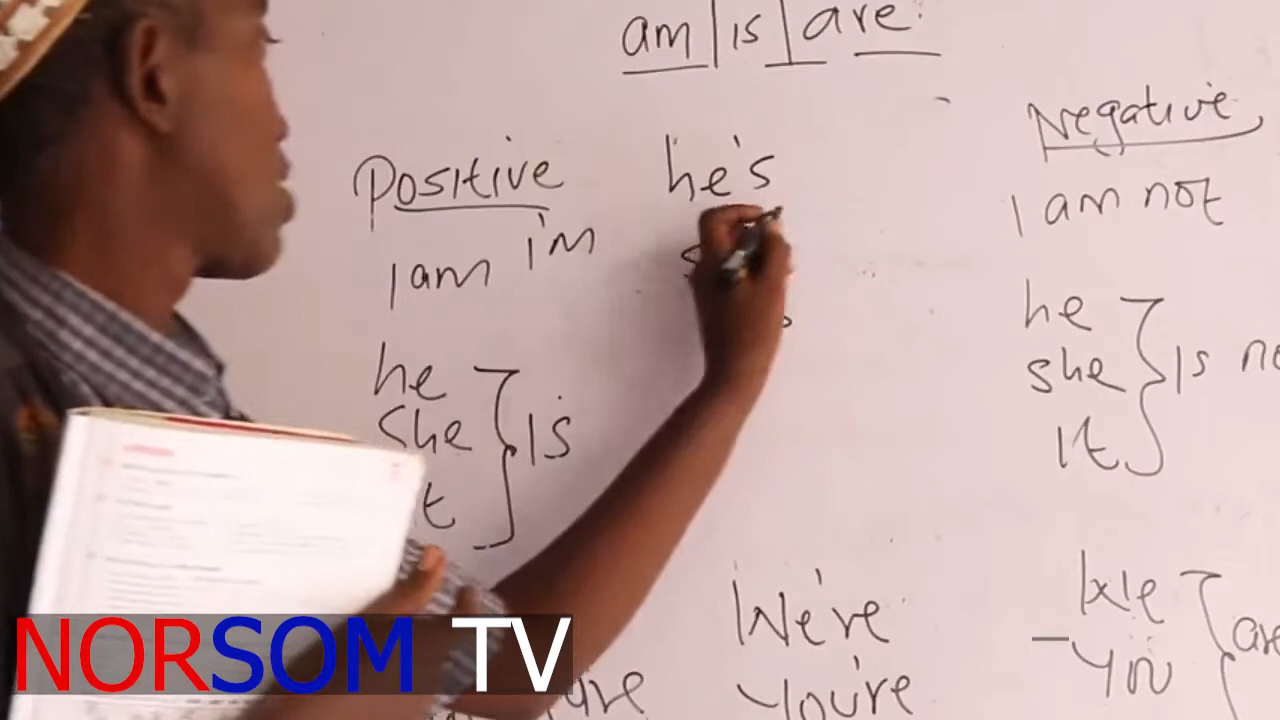 am | is | are
Positive
I am I'm
he
she
it
} is
he's
We're
You're
Negative
I am not
he
she
it
} is
We
You
NORSOM TV